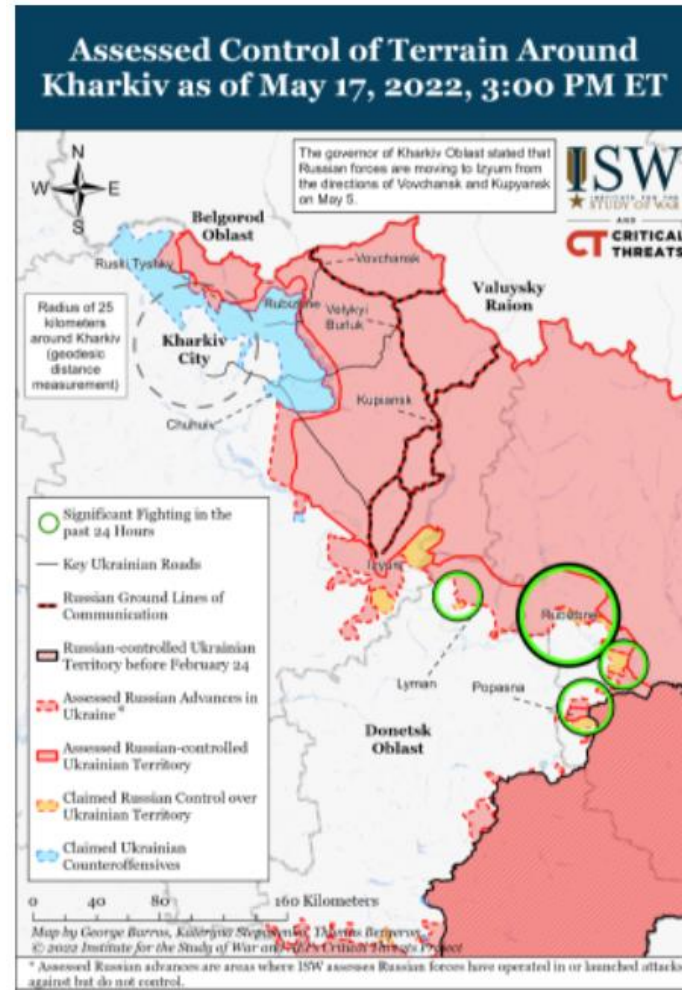 Assessed Control of Terrain Around
Kharkiv as of May 17, 2022, 3:00 PM ET
The governor of Kharkiv Oblast stated that
Russian forces are moving to Izyum from
the directions of Vovchansk and Kupyansk
on May 5.
ISW
INSTITUTE FOR THE
STUDY OF WAR
AND
CT CRITICAL
THREATS
N
W E
S
Belgorod
Oblast
Ruski Tyshky
Vovchansk
Valuysky
Raion
Radius of 25
kilometers
around Kharkiv
(geodesic
distance
measurement)
Velykyi
Burluk
Kharkiv
City
Kupiansk
Chuhuiv
Izyum
Lyman
Popasna
Donetsk
Oblast
Significant Fighting in the
past 24 Hours
Key Ukrainian Roads
Russian Ground Lines of
Communication
Russian-controlled Ukrainian
Territory before February 24
Assessed Russian Advances in
Ukraine*
Assessed Russian-controlled
Ukrainian Territory
Claimed Russian Control over
Ukrainian Territory
Claimed Ukrainian
Counteroffensives
0 40 80 160 Kilometers
Map by George Barros, Kateryna Stepanenko,
© 2022 Institute for the Study of War and AEI's Critical Threats Project
* Assessed Russian advances are areas where ISW assesses Russian forces have operated in or launched attacks
against but do not control.